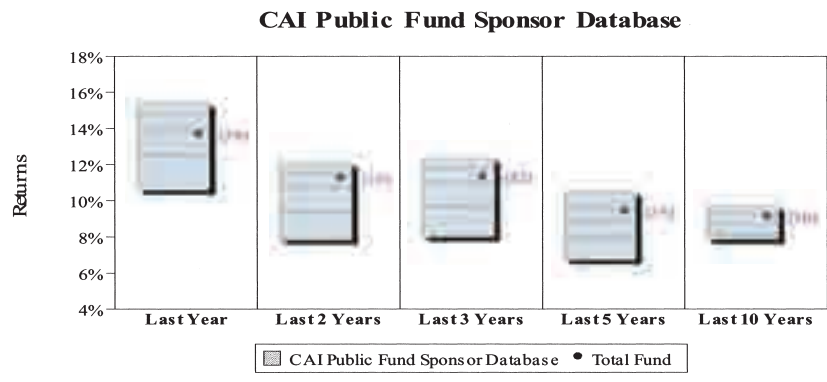 CAI Public Fund Sponsor Database
Returns
18%
16%
14%
12%
10%
8%
6%
4%
Last Year
Last 2 Years
Last 3 Years
Last 5 Years
Last 10 Years
CAI Public Fund Sponsor Database
Total Fund